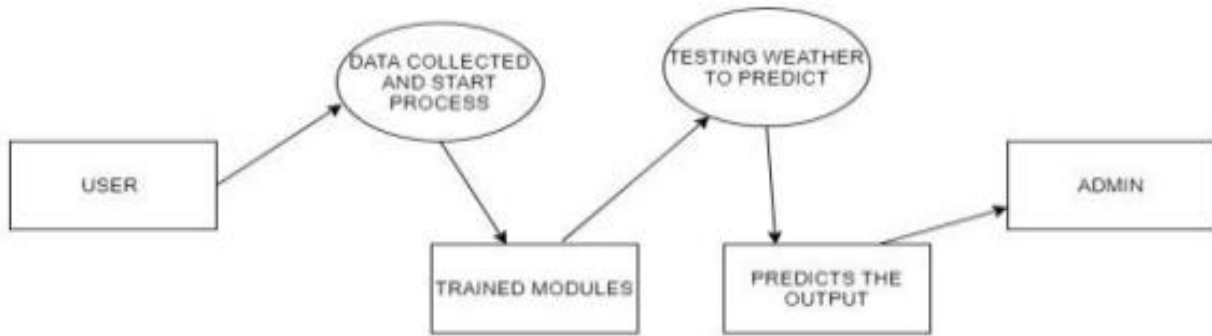 USER
DATA COLLECTED
AND START
PROCESS
TRAINED MODULES
TESTING WEATHER
TO PREDICT
PREDICTS THE
OUTPUT
ADMIN